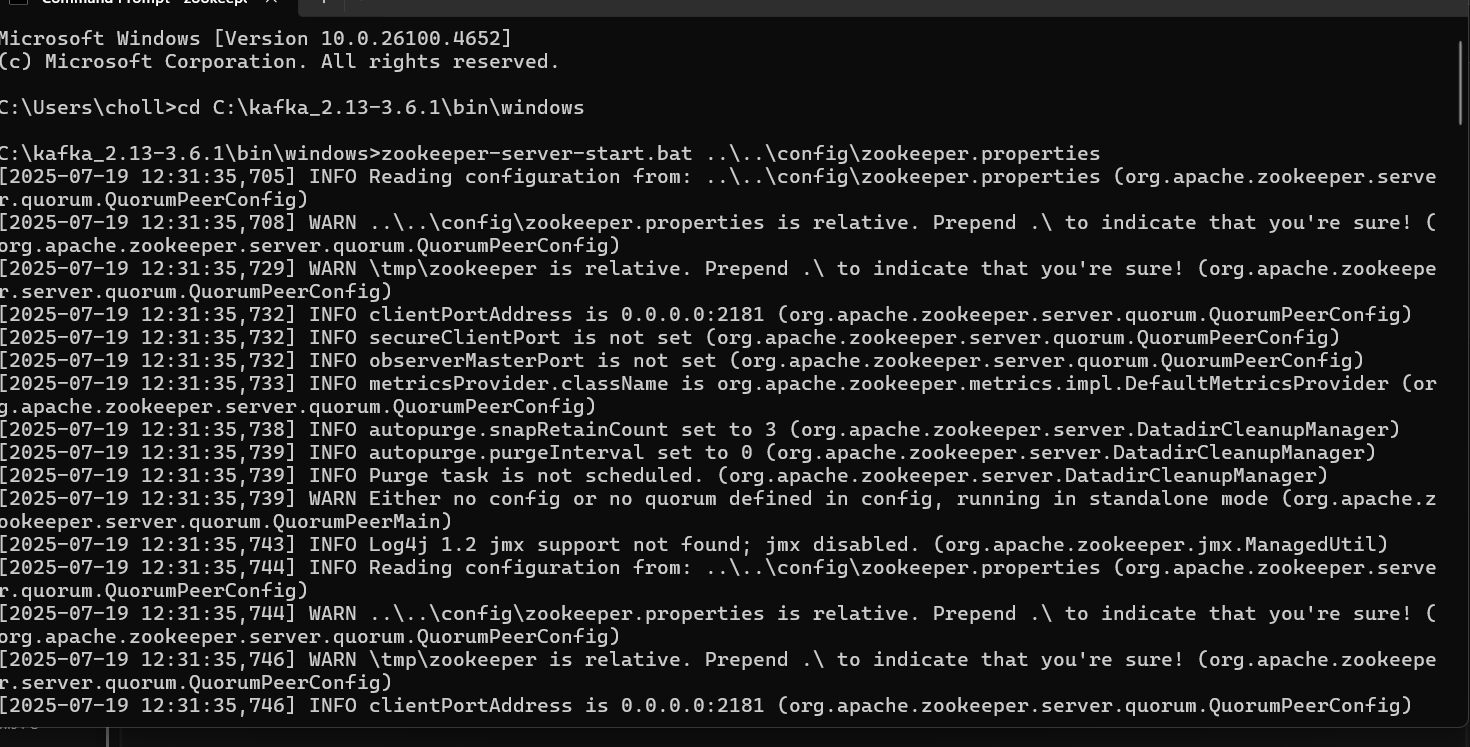 Command Prompt - zookeep
Microsoft Windows [Version 10.0.26100.4652]
(c) Microsoft Corporation. All rights reserved.
C:\Users\choll>cd C:\kafka_2.13-3.6.1\bin\windows
C:\kafka_2.13-3.6.1\bin\windows>zookeeper-server-start.bat ..\..\config\zookeeper.properties
[2025-07-19 12:31:35,705] INFO Reading configuration from: ..\..\config\zookeeper.properties (org.apache.zookeeper.serve
r.quorum.QuorumPeerConfig)
[2025-07-19 12:31:35,708] WARN ..\..\config\zookeeper.properties is relative. Prepend .\ to indicate that you're sure! (
org.apache.zookeeper.server.quorum.QuorumPeerConfig)
[2025-07-19 12:31:35,729] WARN \tmp\zookeeper is relative. Prepend .\ to indicate that you're sure! (org.apache.zookeepe
r.server.quorum.QuorumPeerConfig)
[2025-07-19 12:31:35,732] INFO clientPortAddress is 0.0.0.0:2181 (org.apache.zookeeper.server.quorum.QuorumPeerConfig)
[2025-07-19 12:31:35,732] INFO secureClientPort is not set (org.apache.zookeeper.server.quorum.QuorumPeerConfig)
[2025-07-19 12:31:35,732] INFO observerMasterPort is not set (org.apache.zookeeper.server.quorum.QuorumPeerConfig)
[2025-07-19 12:31:35,733] INFO metricsProvider.className is org.apache.zookeeper.metrics.impl.DefaultMetricsProvider (or
g.apache.zookeeper.server.quorum.QuorumPeerConfig)
[2025-07-19 12:31:35,738] INFO autopurge.snapRetainCount set to 3 (org.apache.zookeeper.server.DatadirCleanupManager)
[2025-07-19 12:31:35,739] INFO autopurge.purgeInterval set to 0 (org.apache.zookeeper.server.DatadirCleanupManager)
[2025-07-19 12:31:35,739] INFO Purge task is not scheduled. (org.apache.zookeeper.server.DatadirCleanupManager)
[2025-07-19 12:31:35,739] WARN Either no config or no quorum defined in config, running in standalone mode (org.apache.z
ookeeper.server.quorum.QuorumPeerMain)
[2025-07-19 12:31:35,743] INFO Log4j 1.2 jmx support not found; jmx disabled. (org.apache.zookeeper.jmx.ManagedUtil)
[2025-07-19 12:31:35,744] INFO Reading configuration from: ..\..\config\zookeeper.properties (org.apache.zookeeper.serve
r.quorum.QuorumPeerConfig)
[2025-07-19 12:31:35,744] WARN ..\..\config\zookeeper.properties is relative. Prepend .\ to indicate that you're sure! (
org.apache.zookeeper.server.quorum.QuorumPeerConfig)
[2025-07-19 12:31:35,746] WARN \tmp\zookeeper is relative. Prepend .\ to indicate that you're sure! (org.apache.zookeepe
r.server.quorum.QuorumPeerConfig)
[2025-07-19 12:31:35,746] INFO clientPortAddress is 0.0.0.0:2181 (org.apache.zookeeper.server.quorum.QuorumPeerConfig)